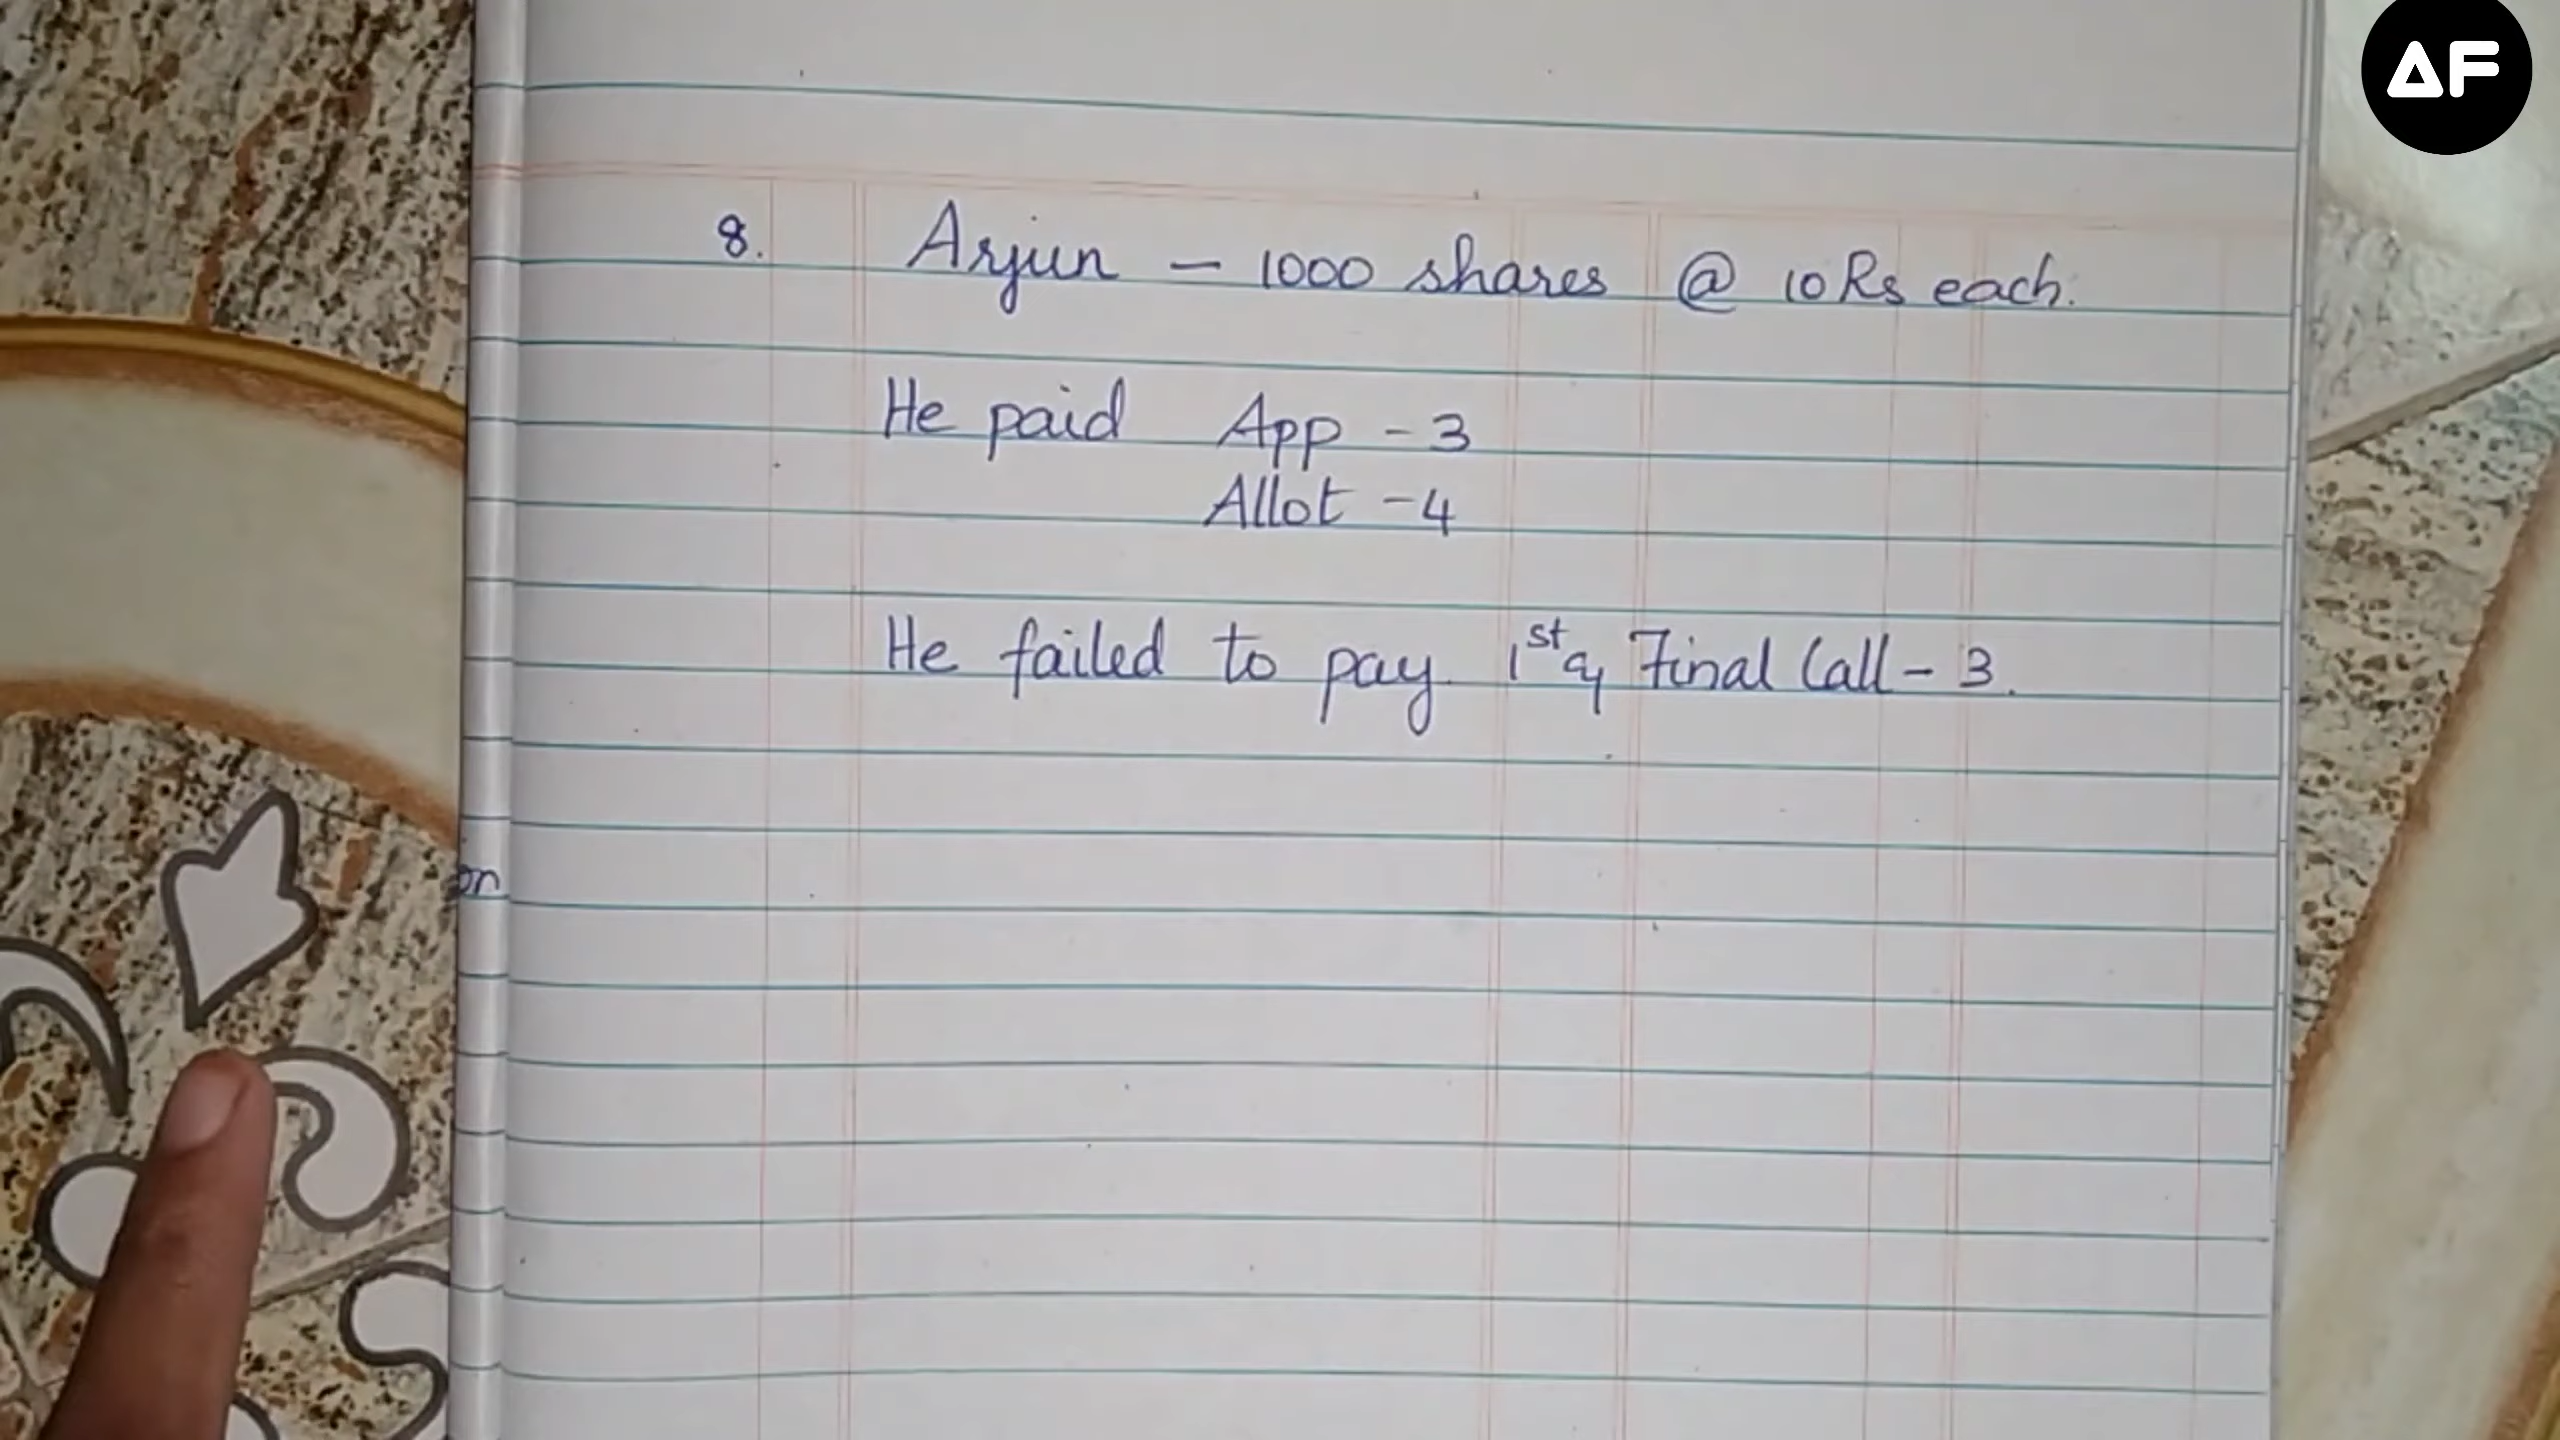 AF
8. Arjun - 1000 shares @ 10 Rs each.
He paid App - 3
Allot - 4
He failed to pay 1st & Final Call - 3.
on